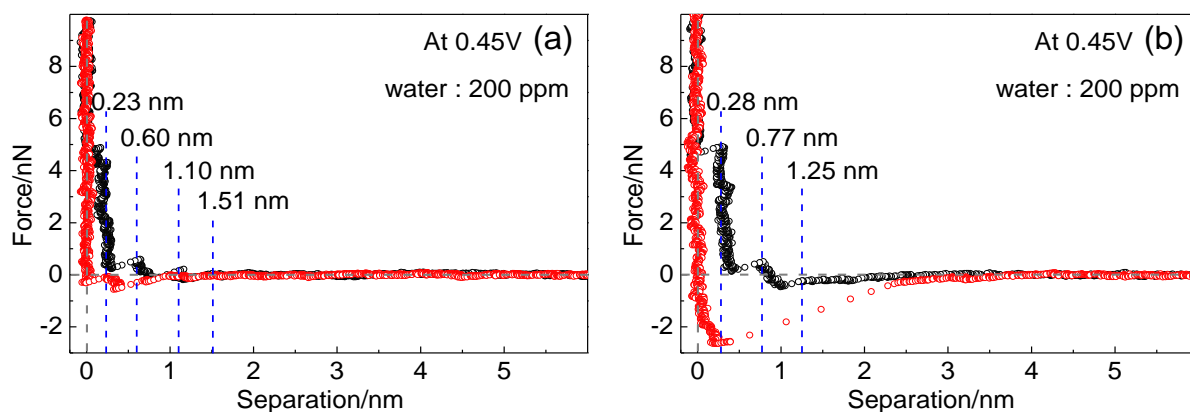 At 0.45V (a)
water : 200 ppm
0.23 nm
0.60 nm
1.10 nm
1.51 nm
Force/nN
8
6
4
2
0
-2
0 1 2 3 4 5
Separation/nm
At 0.45V (b)
water : 200 ppm
0.28 nm
0.77 nm
1.25 nm
Force/nN
8
6
4
2
0
-2
0 1 2 3 4 5
Separation/nm